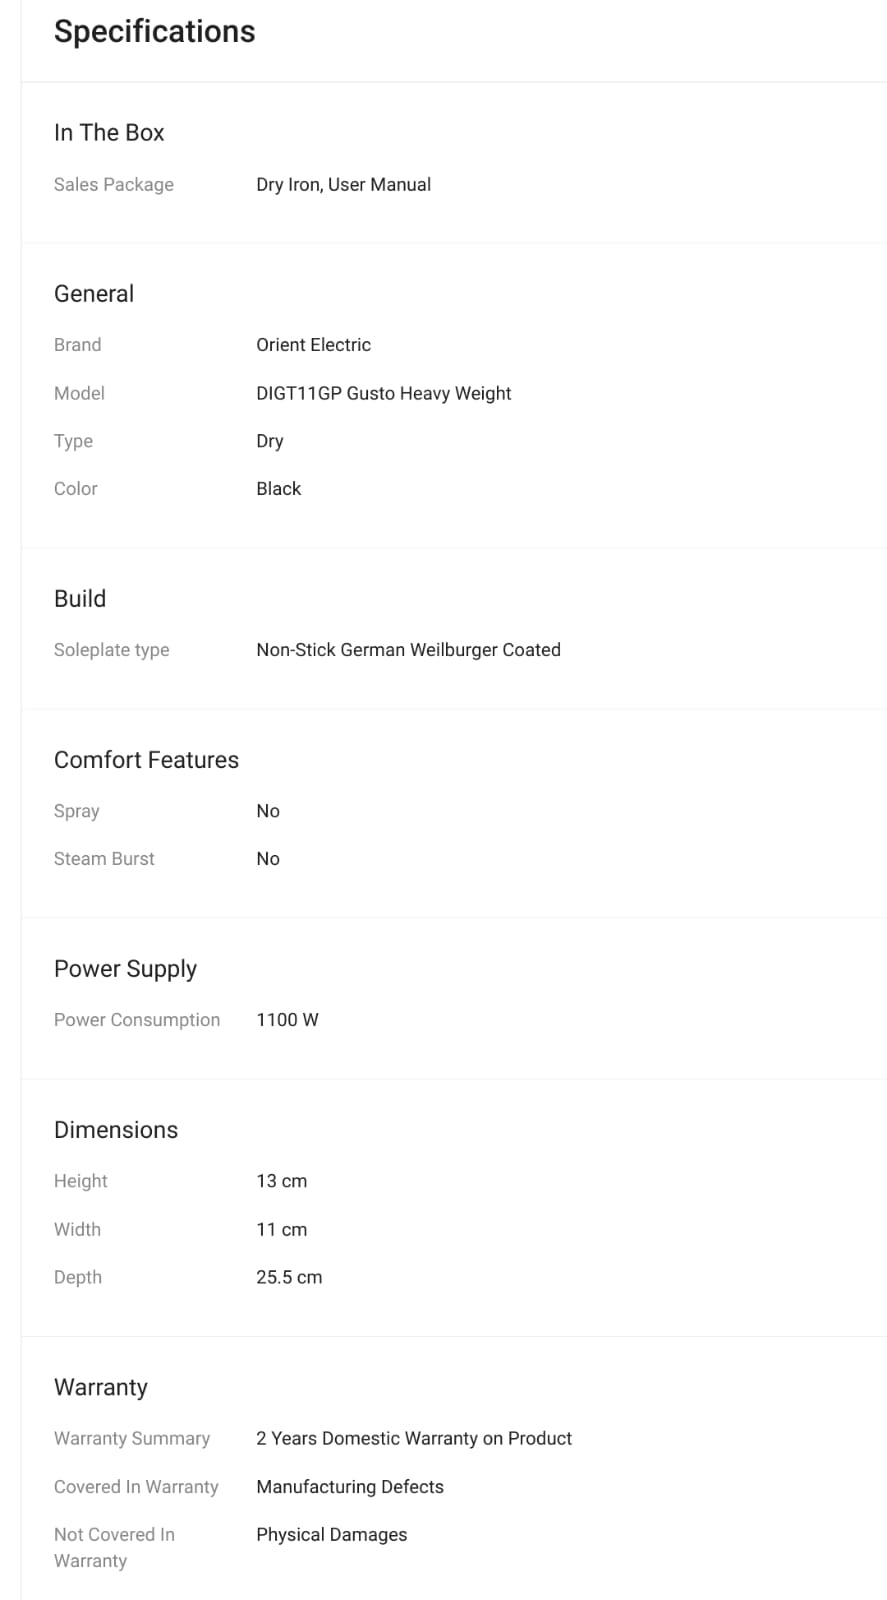 Specifications
In The Box
Sales Package Dry Iron, User Manual
General
Brand Orient Electric
Model DIGT11GP Gusto Heavy Weight
Type Dry
Color Black
Build
Soleplate type Non-Stick German Weilburger Coated
Comfort Features
Spray No
Steam Burst No
Power Supply
Power Consumption 1100 W
Dimensions
Height 13 cm
Width 11 cm
Depth 25.5 cm
Warranty
Warranty Summary 2 Years Domestic Warranty on Product
Covered In Warranty Manufacturing Defects
Not Covered In Physical Damages
Warranty